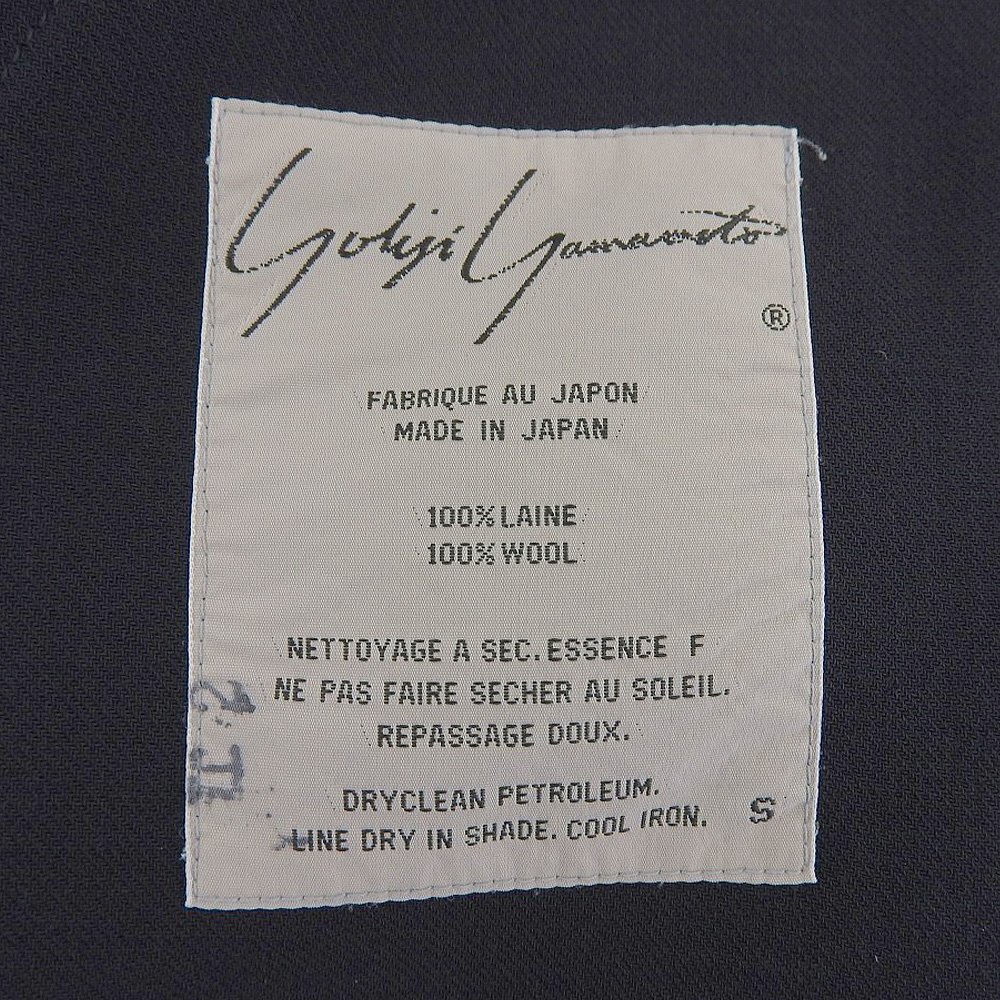 Yohji Yamamoto
®
FABRIQUE AU JAPON
MADE IN JAPAN
100% LAINE
100% WOOL
NETTOYAGE A SEC. ESSENCE F
NE PAS FAIRE SECHER AU SOLEIL.
REPASSAGE DOUX.
DRYCLEAN PETROLEUM.
LINE DRY IN SHADE. COOL IRON.
S